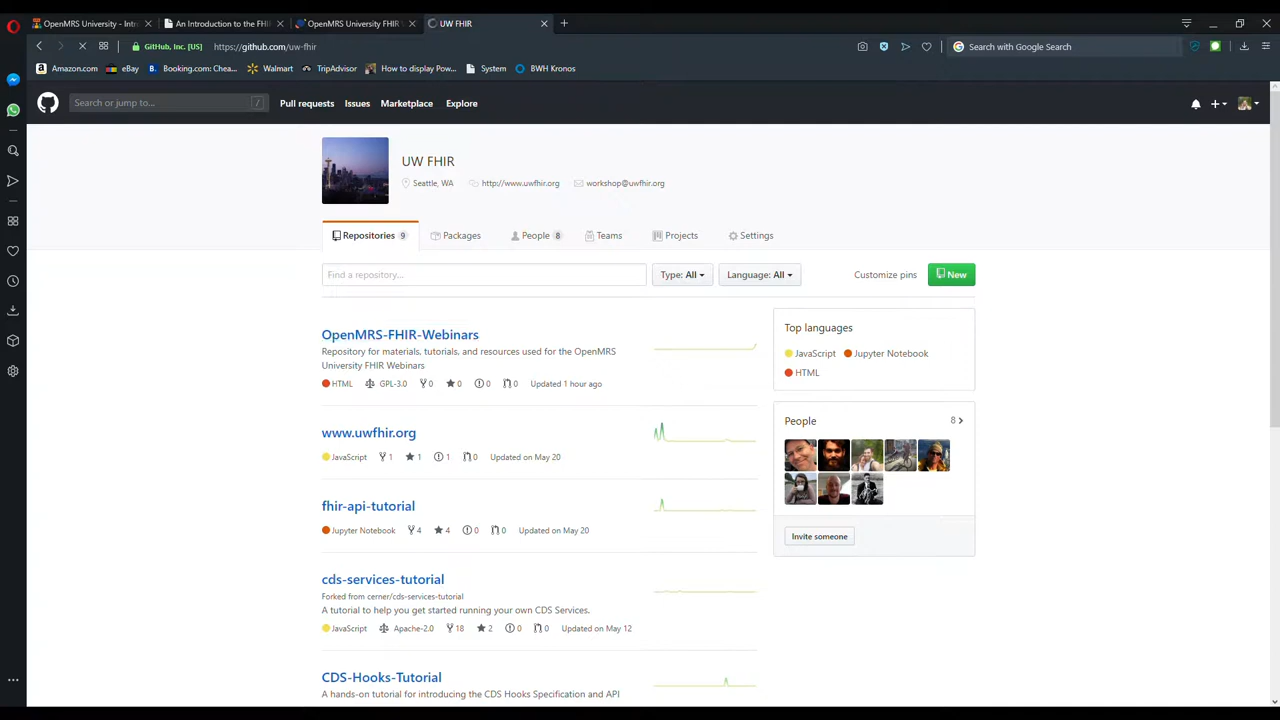 OpenMRS University - Intr
An Introduction to the FHI
OpenMRS University FHIR
UW FHIR
GitHub, Inc. [US]
https://github.com/uw-fhir
Search with Google Search
Amazon.com
eBay
Booking.com: Chea...
Walmart
TripAdvisor
How to display Pow...
System
BWH Kronos
Search or jump to...
/
Pull requests
Issues
Marketplace
Explore
UW FHIR
Seattle, WA
http://www.uwfhir.org
workshop@uwfhir.org
Repositories 9
Packages
People 8
Teams
Projects
Settings
Find a repository...
Type: All
Language: All
Customize pins
New
OpenMRS-FHIR-Webinars
Repository for materials, tutorials, and resources used for the OpenMRS
University FHIR Webinars
HTML GPL-3.0 0 0 0 0 Updated 1 hour ago
www.uwfhir.org
JavaScript 1 1 1 0 Updated on May 20
fhir-api-tutorial
Jupyter Notebook 4 4 0 0 Updated on May 20
cds-services-tutorial
Forked from cerner/cds-services-tutorial
A tutorial to help you get started running your own CDS Services.
JavaScript Apache-2.0 18 2 0 0 Updated on May 12
CDS-Hooks-Tutorial
A hands-on tutorial for introducing the CDS Hooks Specification and API
Top languages
JavaScript Jupyter Notebook
HTML
People
8
Invite someone